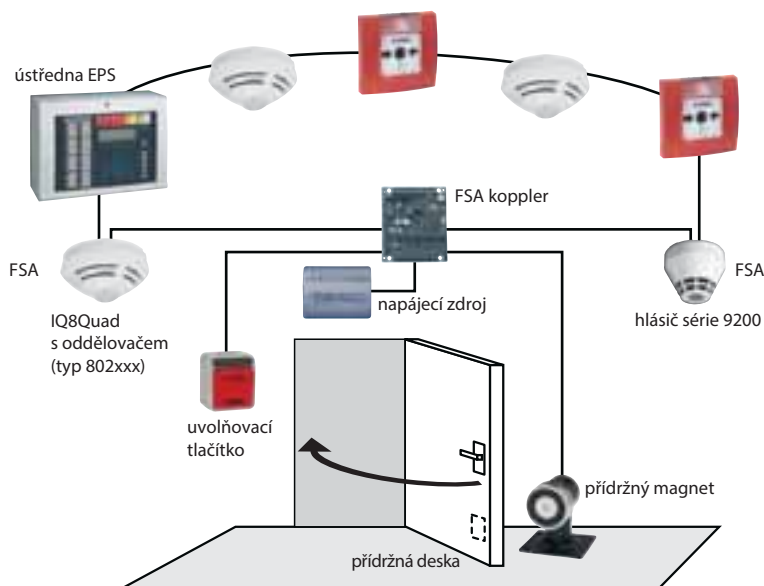 ústředna EPS
FSA koppler
FSA
FSA
IQ8Quad
s oddělovačem
(typ 802xxx)
napájecí zdroj
hlásič série 9200
uvolňovací
tlačítko
přídržný magnet
přídržná deska